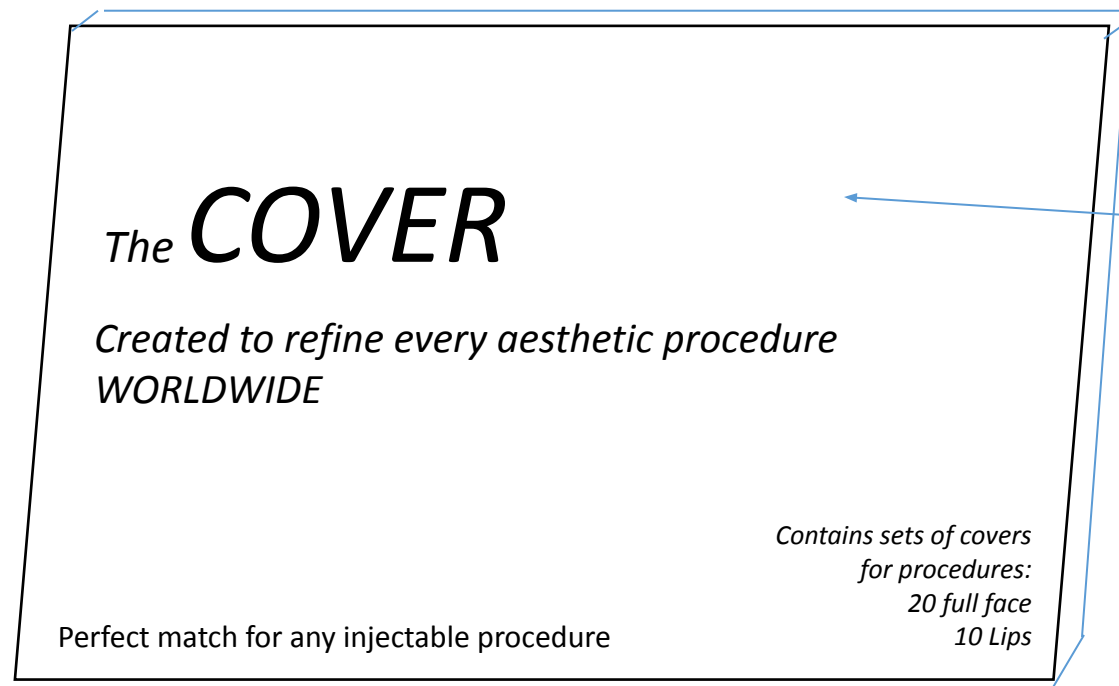 The COVER
Created to refine every aesthetic procedure
WORLDWIDE
Contains sets of covers
for procedures:
20 full face
10 Lips
Perfect match for any injectable procedure